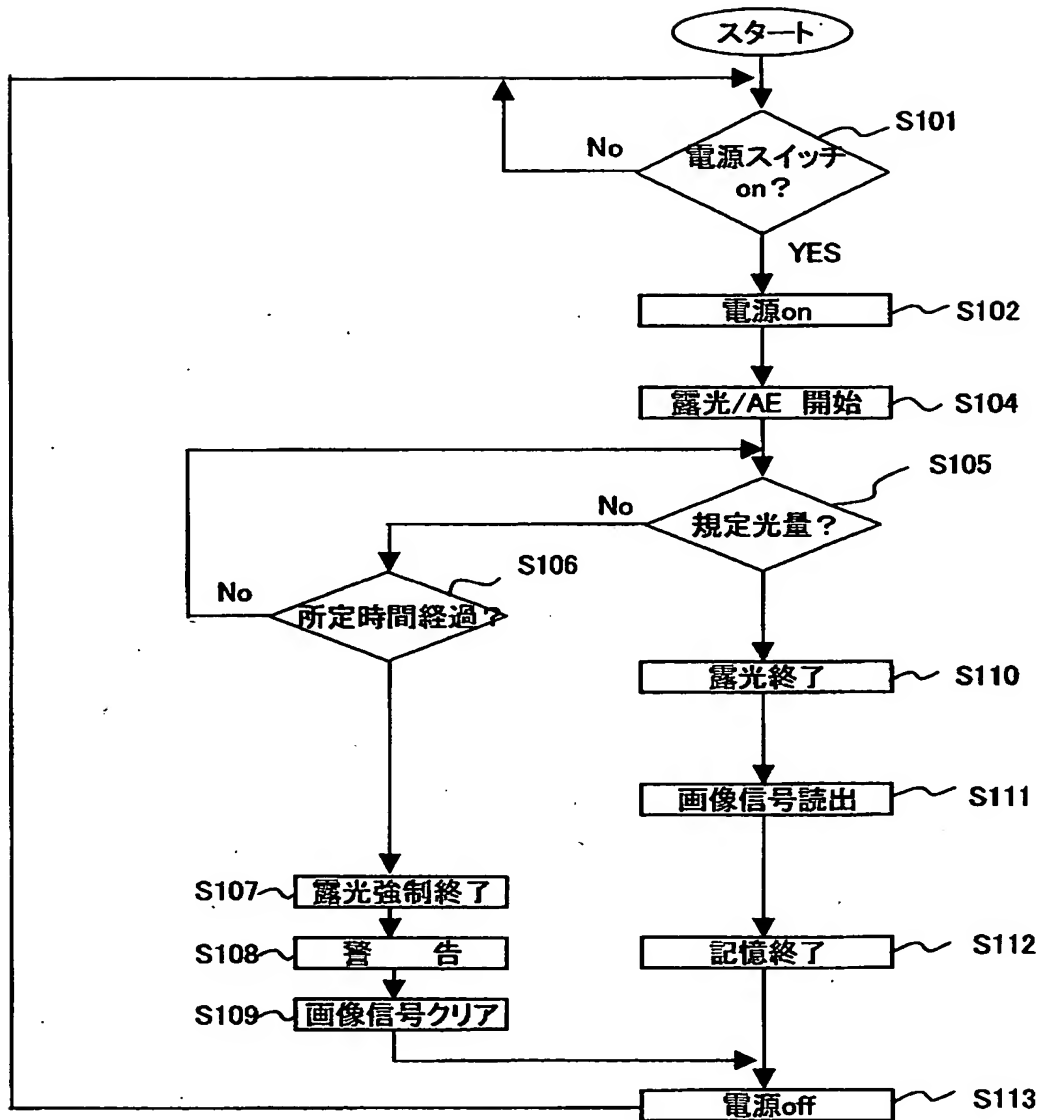 スタート
S101
No
電源スイッチ
on?
YES
電源on
S102
露光/AE 開始
S104
S105
No
規定光量?
S106
No
所定時間経過?
露光終了
S110
画像信号読出
S111
S107
露光強制終了
S108
警 告
記憶終了
S112
S109
画像信号クリア
電源off
S113